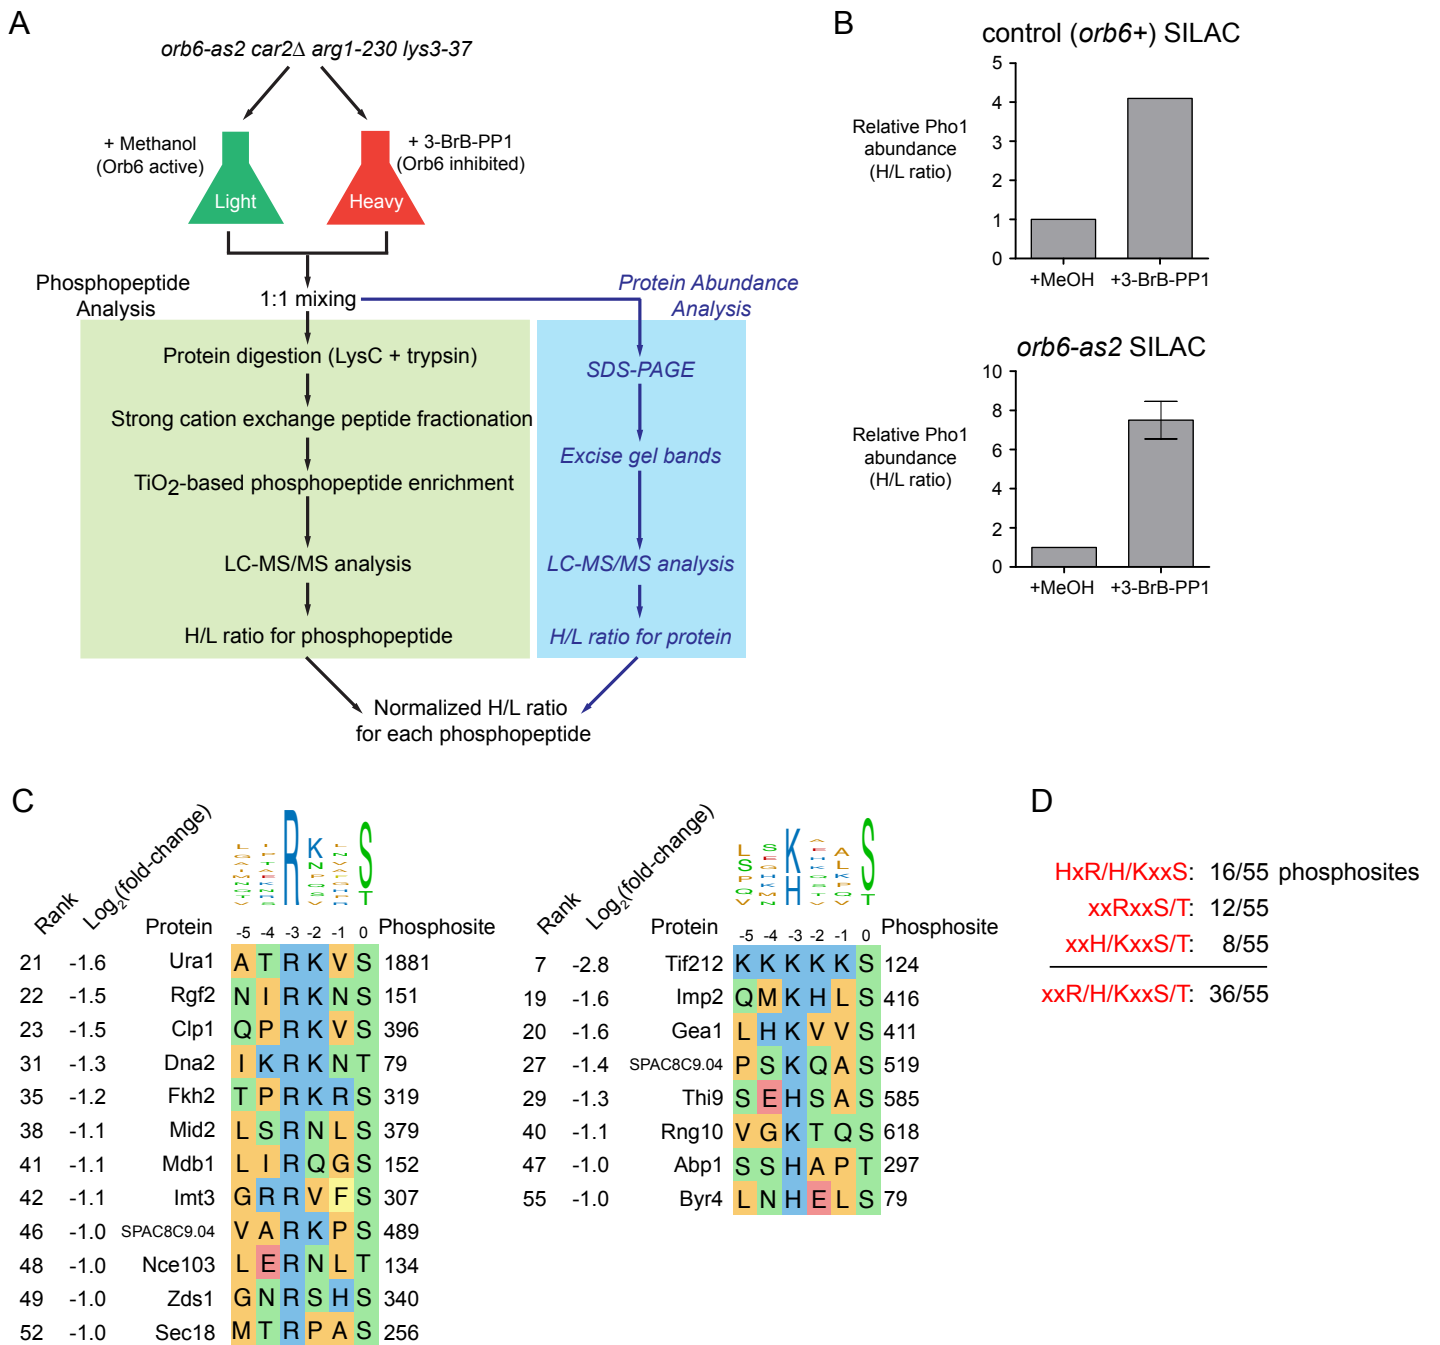 A
orb6-as2 car2Δ arg1-230 lys3-37
+ Methanol
(Orb6 active)
+ 3-BrB-PP1
(Orb6 inhibited)
Light
Heavy
Phosphopeptide
Analysis
1:1 mixing
Protein Abundance
Analysis
Protein digestion (LysC + trypsin)
Strong cation exchange peptide fractionation
TiO2-based phosphopeptide enrichment
LC-MS/MS analysis
H/L ratio for phosphopeptide
SDS-PAGE
Excise gel bands
LC-MS/MS analysis
H/L ratio for protein
Normalized H/L ratio
for each phosphopeptide
B
control (orb6+) SILAC
Relative Pho1
abundance
(H/L ratio)
5
4
3
2
1
0
+MeOH +3-BrB-PP1
orb6-as2 SILAC
Relative Pho1
abundance
(H/L ratio)
10
8
6
4
2
0
+MeOH +3-BrB-PP1
C
Rank Log2(fold-change) Protein -5 -4 -3 -2 -1 0 Phosphosite
21 -1.6 Ura1 A T R K V S 1881
22 -1.5 Rgf2 N I R K N S 151
23 -1.5 Clp1 Q P R K V S 396
31 -1.3 Dna2 I K R K N T 79
35 -1.2 Fkh2 T P R K R S 319
38 -1.1 Mid2 L S R N L S 379
41 -1.1 Mdb1 L I R Q G S 152
42 -1.1 Imt3 G R R V F S 307
46 -1.0 SPAC8C9.04 V A R K P S 489
48 -1.0 Nce103 L E R N L T 134
49 -1.0 Zds1 G N R S H S 340
52 -1.0 Sec18 M T R P A S 256
Rank Log2(fold-change) Protein -5 -4 -3 -2 -1 0 Phosphosite
7 -2.8 Tif212 K K K K K S 124
19 -1.6 Imp2 Q M K H L S 416
20 -1.6 Gea1 L H K V V S 411
27 -1.4 SPAC8C9.04 P S K Q A S 519
29 -1.3 Thi9 S E H S A S 585
40 -1.1 Rng10 V G K T Q S 618
47 -1.0 Abp1 S S H A P T 297
55 -1.0 Byr4 L N H E L S 79
D
HxR/H/KxxS: 16/55 phosphosites
xxRxxS/T: 12/55
xxH/KxxS/T: 8/55
xxR/H/KxxS/T: 36/55